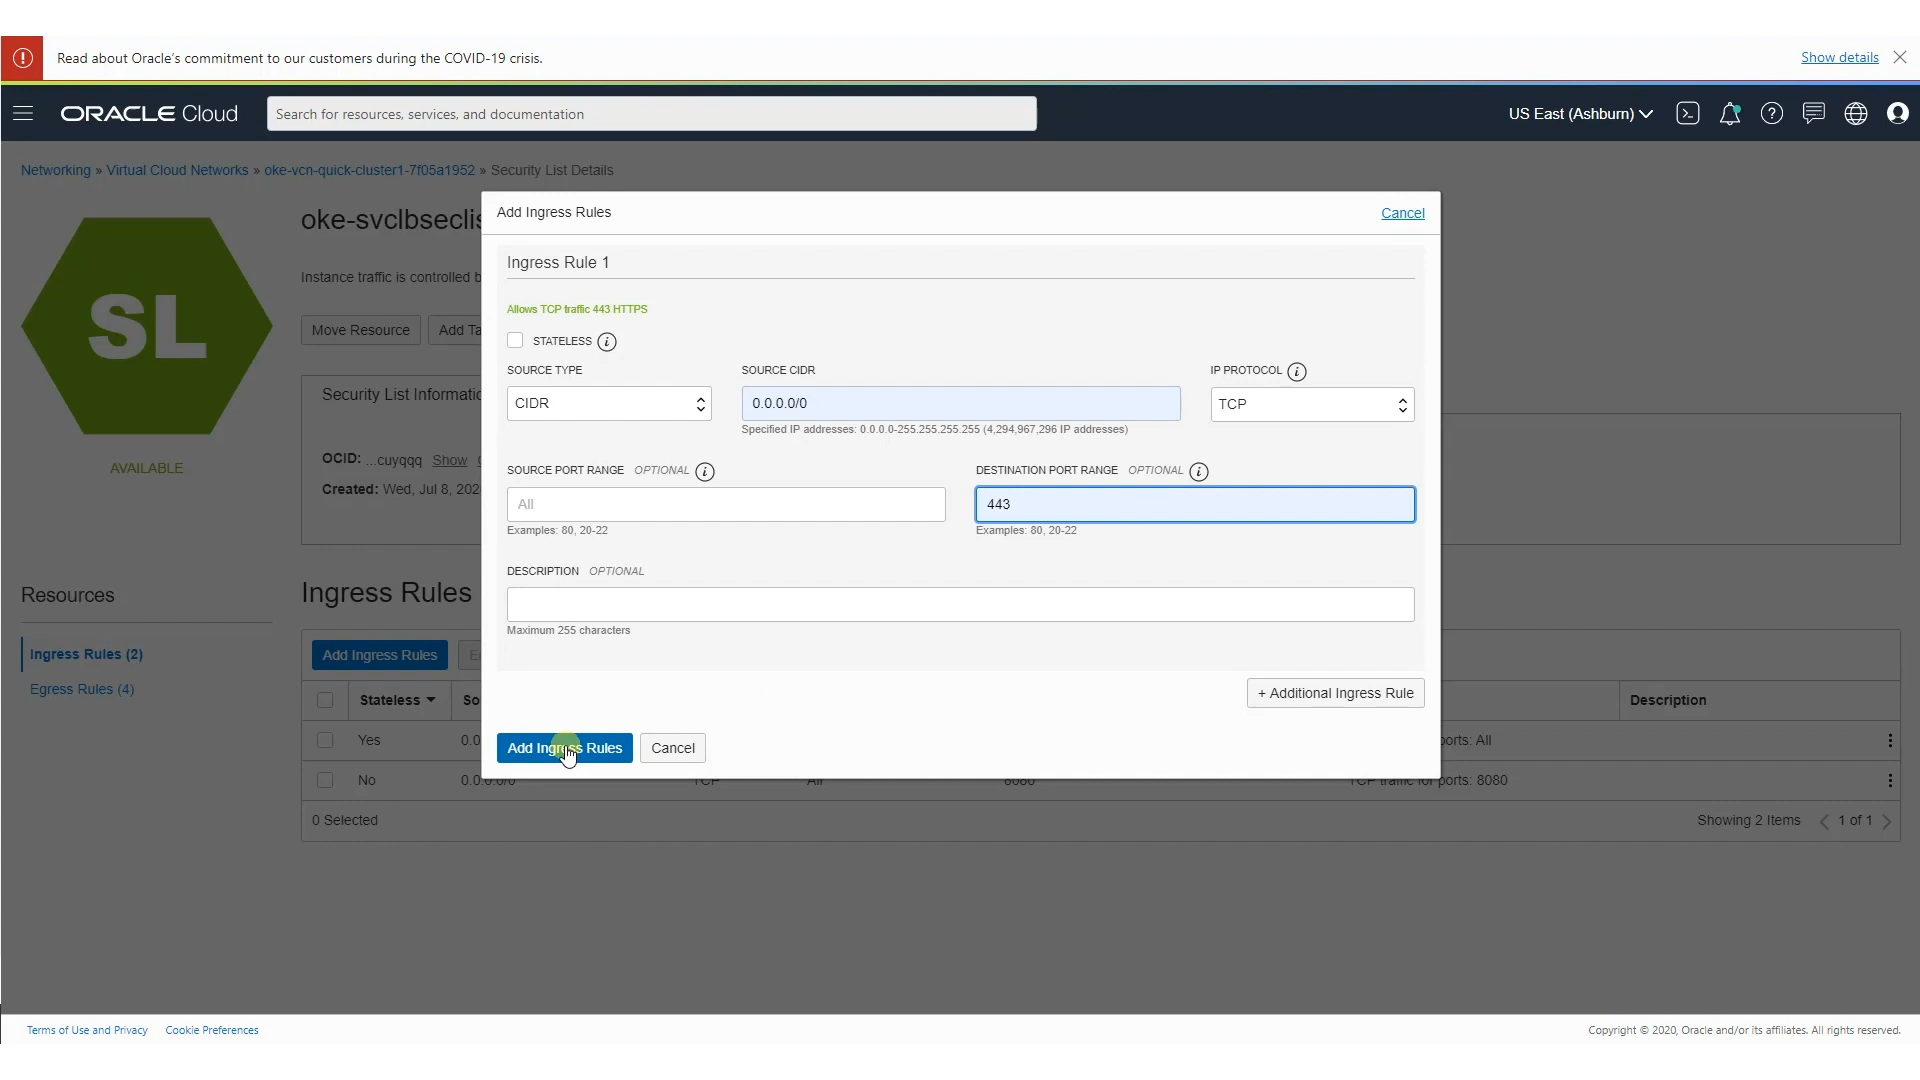 Read about Oracle's commitment to our customers during the COVID-19 crisis.
Show details
ORACLE Cloud
Search for resources, services, and documentation
US East (Ashburn)
Networking » Virtual Cloud Networks » oke-vcn-quick-cluster1-7f05a1952 » Security List Details
SL
AVAILABLE
oke-svclbseclis
Instance traffic is controlled b
Move Resource
Add Ta
Security List Informatio
OCID: ...cuyqqq Show
Created: Wed, Jul 8, 202
Add Ingress Rules
Cancel
Ingress Rule 1
Allows TCP traffic 443 HTTPS
STATELESS
SOURCE TYPE
SOURCE CIDR
IP PROTOCOL
CIDR
0.0.0.0/0
TCP
Specified IP addresses: 0.0.0.0-255.255.255.255 (4,294,967,296 IP addresses)
SOURCE PORT RANGE OPTIONAL
DESTINATION PORT RANGE OPTIONAL
All
443
Examples: 80, 20-22
Examples: 80, 20-22
DESCRIPTION OPTIONAL
Maximum 255 characters
+ Additional Ingress Rule
Add Ingress Rules
Cancel
Resources
Ingress Rules (2)
Egress Rules (4)
Ingress Rules
Add Ingress Rules
Stateless
So
Description
Yes
0.0
ports: All
No
0.0.0.0/0
TCP
All
8080
TCP traffic for ports: 8080
0 Selected
Showing 2 Items
1 of 1
Terms of Use and Privacy
Cookie Preferences
Copyright © 2020, Oracle and/or its affiliates. All rights reserved.